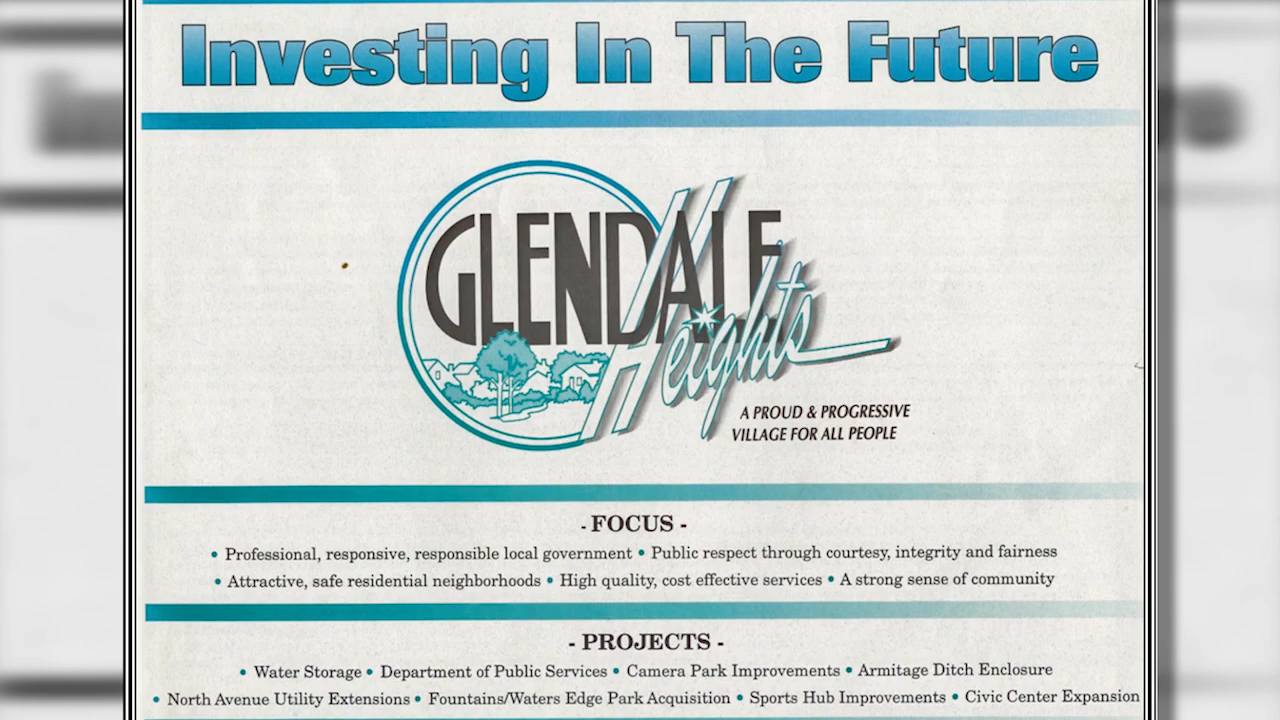 Investing In The Future
GLENDALE
Heights
A PROUD & PROGRESSIVE
VILLAGE FOR ALL PEOPLE
- FOCUS -
• Professional, responsive, responsible local government • Public respect through courtesy, integrity and fairness
• Attractive, safe residential neighborhoods • High quality, cost effective services • A strong sense of community
- PROJECTS -
• Water Storage • Department of Public Services • Camera Park Improvements • Armitage Ditch Enclosure
• North Avenue Utility Extensions • Fountains/Waters Edge Park Acquisition • Sports Hub Improvements • Civic Center Expansion